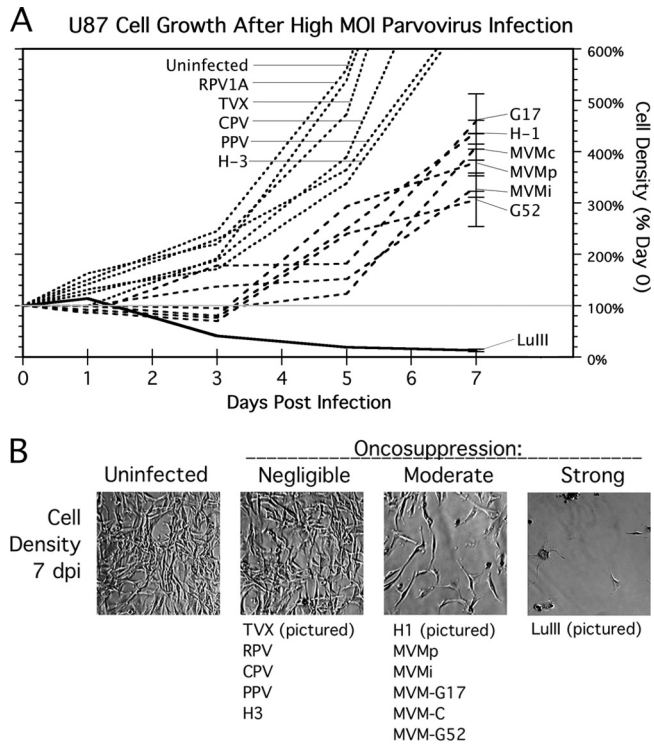 A
U87 Cell Growth After High MOI Parvovirus Infection
Uninfected
RPV1A
TVX
CPV
PPV
H-3
G17
H-1
MVMc
MVMp
MVMi
G52
LuIII
600%
500%
400%
300%
200%
100%
0%
Cell Density (% Day 0)
0 1 2 3 4 5 6 7
Days Post Infection
B
Oncosuppression:
Uninfected Negligible Moderate Strong
Cell
Density
7 dpi
TVX (pictured)
RPV
CPV
PPV
H3
H1 (pictured)
MVMp
MVMi
MVM-G17
MVM-C
MVM-G52
LuIII (pictured)